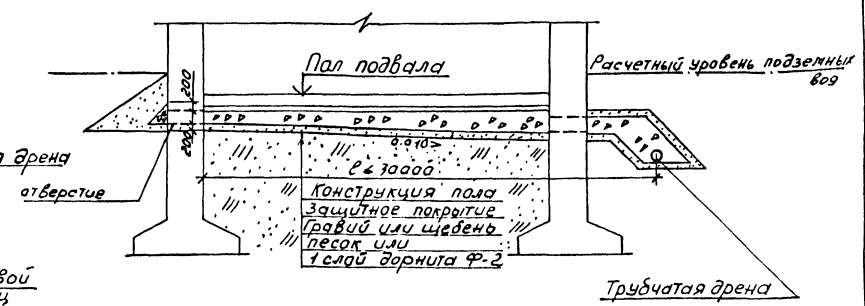 Пол подвала
Расчетный уровень подземных
вод
200
200
дрена
отверстие
0.010>
ℓ ≤ 30000
Конструкция пола
Защитное покрытие
Гравий или щебень
песок или
1 слой дорнита Ф-2
Трубчатая дрена